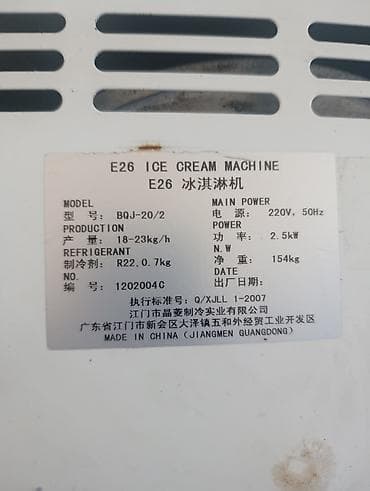 E26 ICE CREAM MACHINE
E26 冰淇淋机
MODEL MAIN POWER
型 号: BQJ-20/2 电 源: 220V, 50Hz
PRODUCTION POWER
产 量: 18-23kg/h 功 率: 2.5kW
REFRIGERANT N.W
制冷剂: R22,0.7kg 净 重: 154kg
NO. DATE
编 号: 1202004C 出厂日期:
执行标准号: Q/XJLL 1-2007
江门市晶菱制冷实业有限公司
广东省江门市新会区大泽镇五和外经贸工业开发区
MADE IN CHINA (JIANGMEN GUANGDONG)